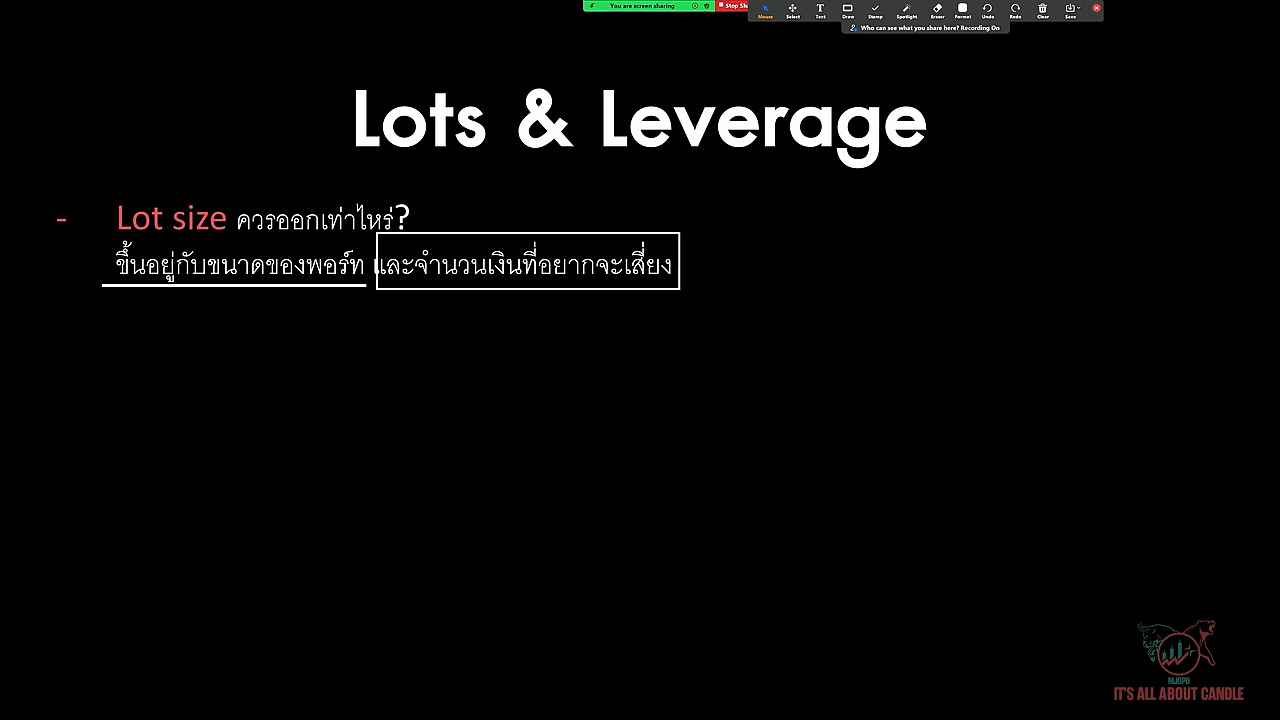 You are screen sharing
Stop Sha
Mouse Select Text Draw Stamp Spotlight Eraser Format Undo Redo Clear Save
Who can see what you share here? Recording On
Lots & Leverage
- Lot size ควรออกเท่าไหร่?
ขึ้นอยู่กับขนาดของพอร์ท และจำนวนเงินที่อยากจะเสี่ยง
MJOPO
IT'S ALL ABOUT CANDLE